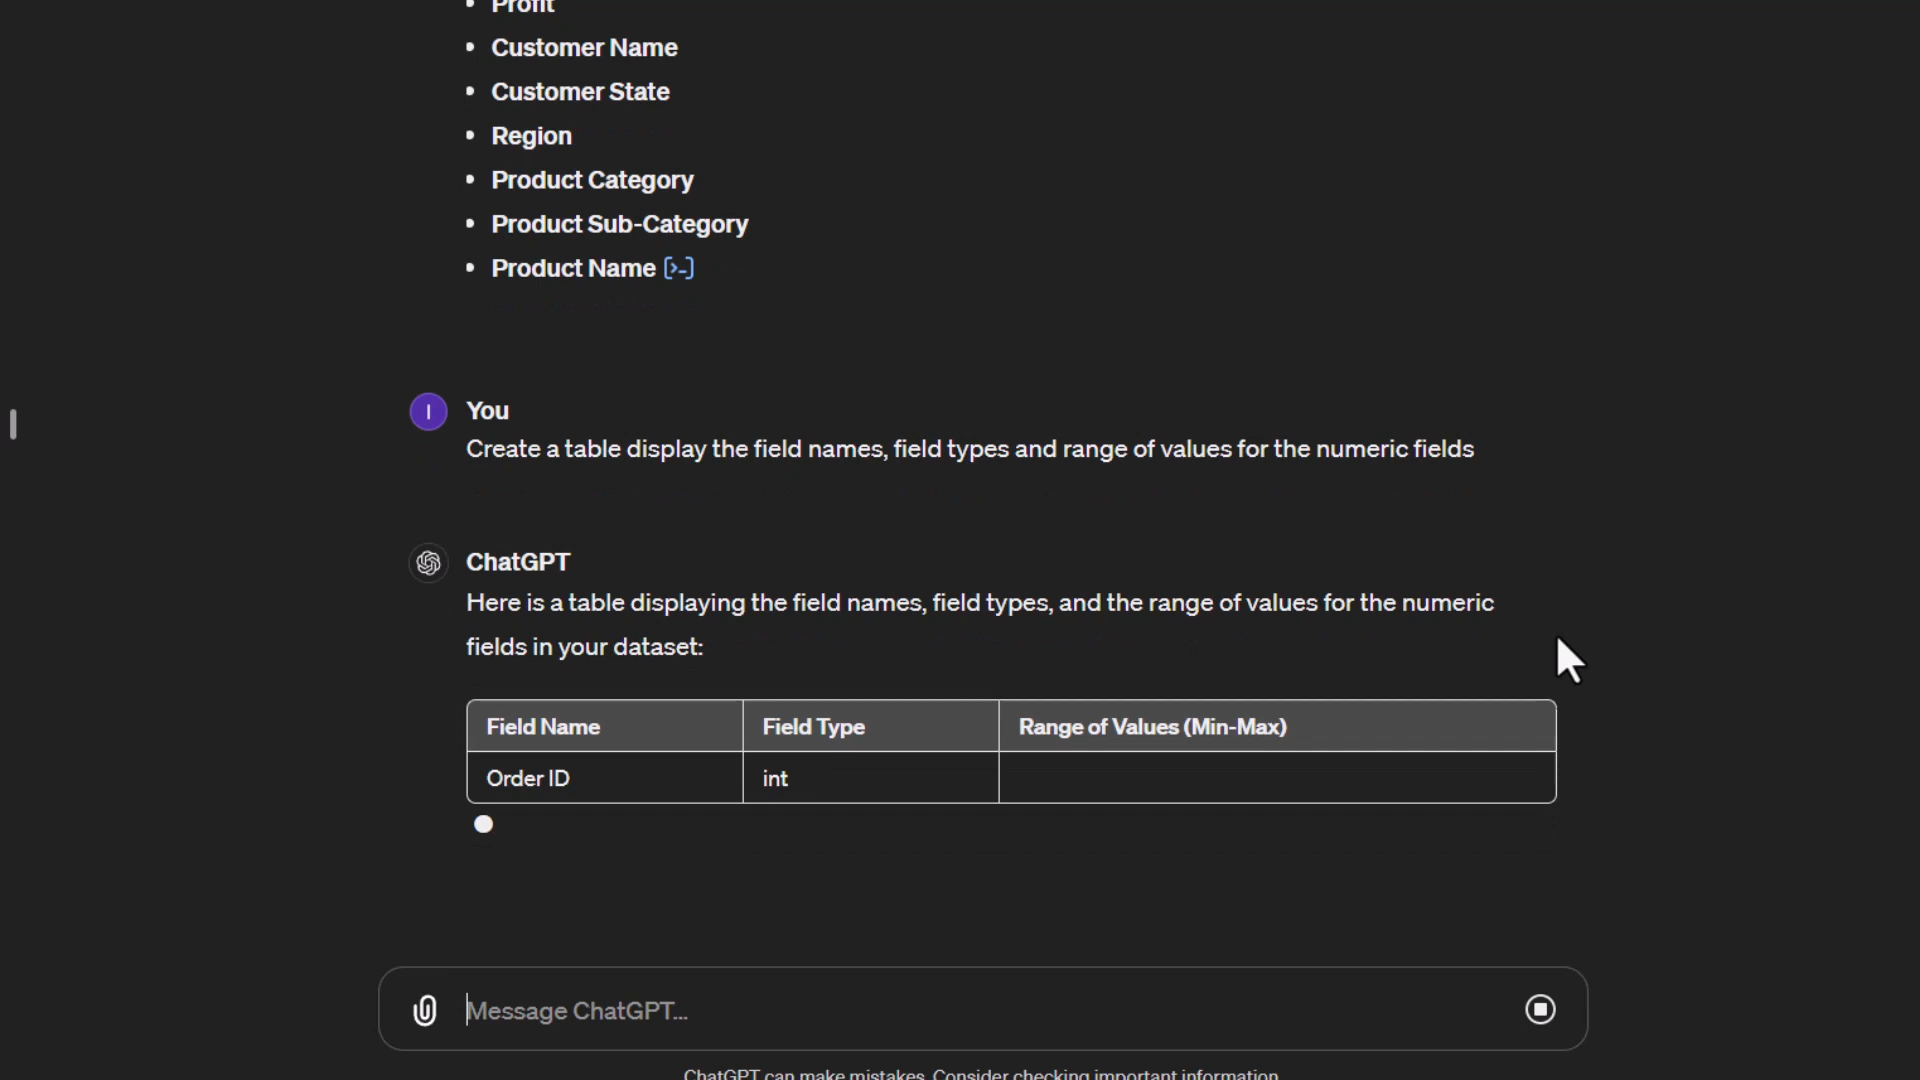 Profit
Customer Name
Customer State
Region
Product Category
Product Sub-Category
Product Name [>_]
I
You
Create a table display the field names, field types and range of values for the numeric fields
ChatGPT
Here is a table displaying the field names, field types, and the range of values for the numeric
fields in your dataset:
Field Name Field Type Range of Values (Min-Max)
Order ID int
Message ChatGPT...
ChatGPT can make mistakes. Consider checking important information.